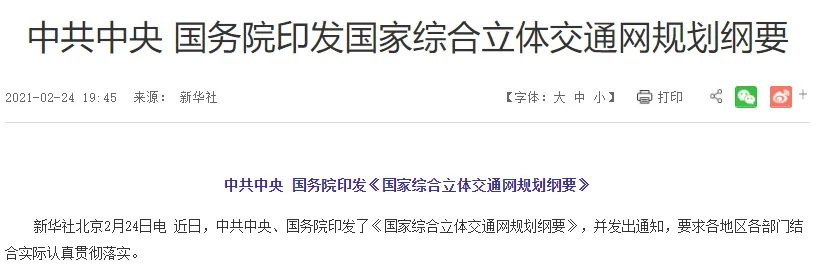 中共中央 国务院印发国家综合立体交通网规划纲要
2021-02-24 19:45 来源: 新华社 【字体: 大 中 小】 打印
中共中央 国务院印发《国家综合立体交通网规划纲要》
新华社北京2月24日电 近日，中共中央、国务院印发了《国家综合立体交通网规划纲要》，并发出通知，要求各地区各部门结
合实际认真贯彻落实。